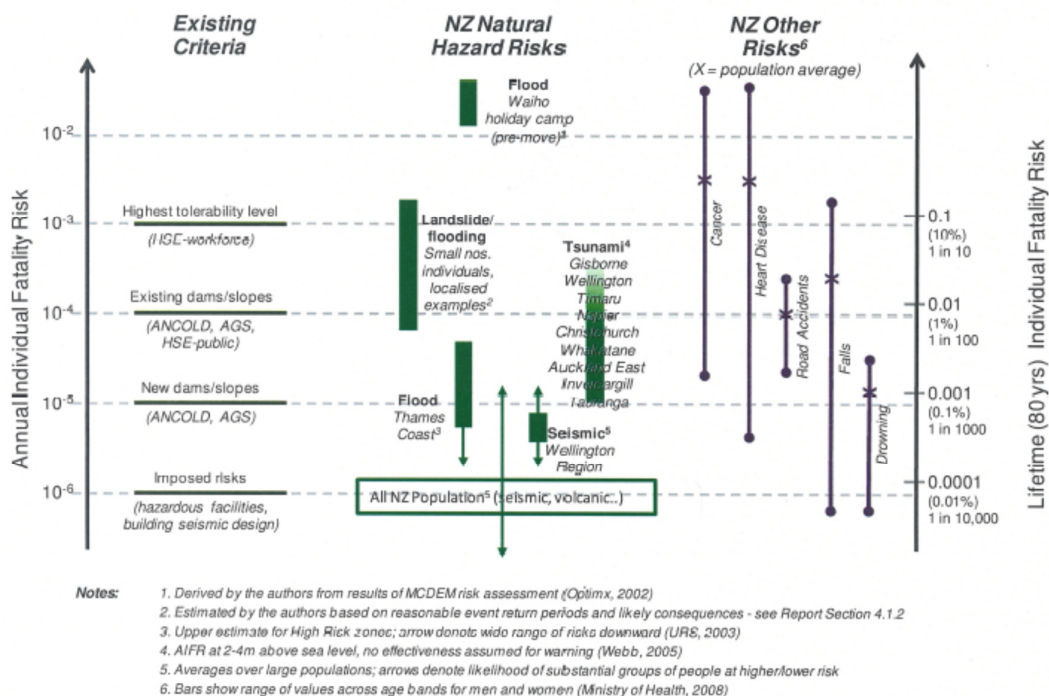 Existing
Criteria
NZ Natural
Hazard Risks
NZ Other
Risks⁶
(X = population average)
Annual Individual Fatality Risk
10⁻²
10⁻³
10⁻⁴
10⁻⁵
10⁻⁶
Highest tolerability level
(HSE-workforce)
Existing dams/slopes
(ANCOLD, AGS,
HSE-public)
New dams/slopes
(ANCOLD, AGS)
Imposed risks
(hazardous facilities,
building seismic design)
Flood
Waiho
holiday camp
(pre-move)¹
Landslide/
flooding
Small nos.
individuals,
localised
examples²
Tsunami⁴
Gisborne
Wellington
Timaru
Napier
Christchurch
Whakatane
Auckland East
Invercargill
Tauranga
Flood
Thames
Coast³
Seismic⁵
Wellington
Region
All NZ Population⁵ (seismic, volcanic..)
Cancer
Heart Disease
Road Accidents
Falls
Drowning
0.1
(10%)
1 in 10
0.01
(1%)
1 in 100
0.001
(0.1%)
1 in 1000
0.0001
(0.01%)
1 in 10,000
Lifetime (80 yrs) Individual Fatality Risk
Notes:
1. Derived by the authors from results of MCDEM risk assessment (Optimx, 2002)
2. Estimated by the authors based on reasonable event return periods and likely consequences - see Report Section 4.1.2
3. Upper estimate for High Risk zones; arrow denotes wide range of risks downward (URS, 2003)
4. AIFR at 2-4m above sea level, no effectiveness assumed for warning (Webb, 2005)
5. Averages over large populations; arrows denote likelihood of substantial groups of people at higher/lower risk
6. Bars show range of values across age bands for men and women (Ministry of Health, 2008)